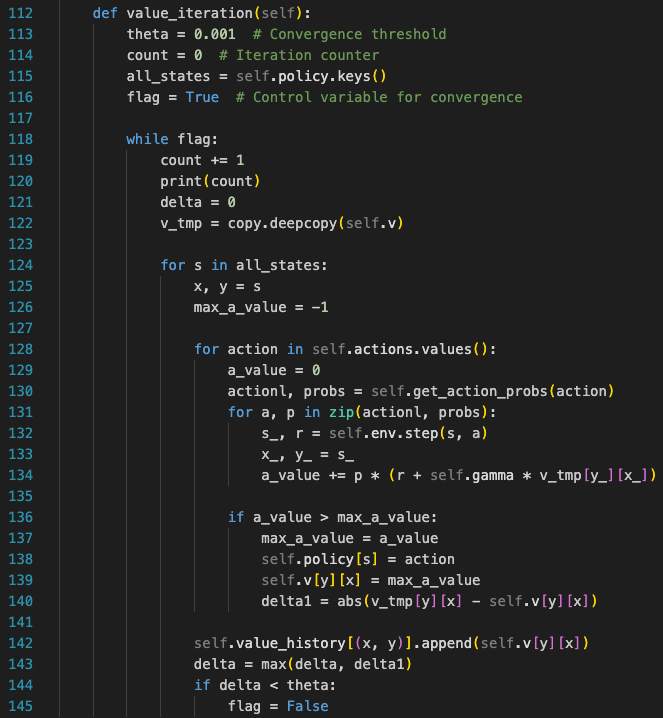 112 def value_iteration(self):
113 theta = 0.001  # Convergence threshold
114 count = 0  # Iteration counter
115 all_states = self.policy.keys()
116 flag = True  # Control variable for convergence
117
118 while flag:
119 count += 1
120 print(count)
121 delta = 0
122 v_tmp = copy.deepcopy(self.v)
123
124 for s in all_states:
125 x, y = s
126 max_a_value = -1
127
128 for action in self.actions.values():
129 a_value = 0
130 actionl, probs = self.get_action_probs(action)
131 for a, p in zip(actionl, probs):
132 s_, r = self.env.step(s, a)
133 x_, y_ = s_
134 a_value += p * (r + self.gamma * v_tmp[y_][x_])
135
136 if a_value > max_a_value:
137 max_a_value = a_value
138 self.policy[s] = action
139 self.v[y][x] = max_a_value
140 delta1 = abs(v_tmp[y][x] - self.v[y][x])
141
142 self.value_history[(x, y)].append(self.v[y][x])
143 delta = max(delta, delta1)
144 if delta < theta:
145 flag = False